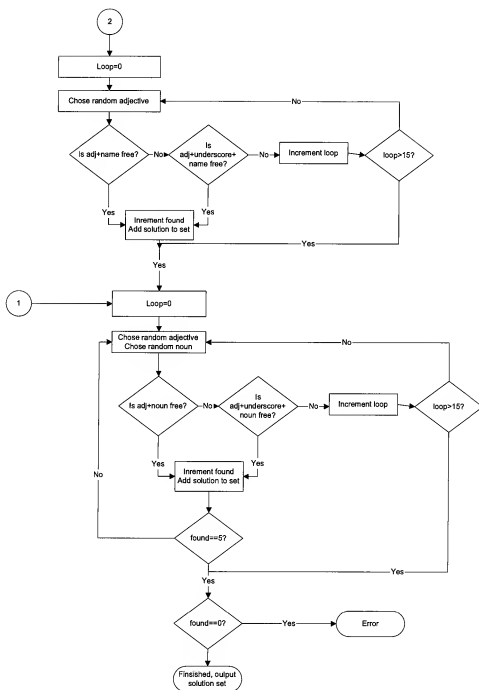 2
Loop=0
Chose random adjective
No
Is adj+name free?
No
Is
adj+underscore+
name free?
No
Increment loop
loop>15?
Yes
Yes
Inrement found
Add solution to set
Yes
Yes
1
Loop=0
Chose random adjective
Chose random noun
No
Is adj+noun free?
No
Is
adj+underscore+
noun free?
No
Increment loop
loop>15?
Yes
Yes
No
Inrement found
Add solution to set
found==5?
Yes
Yes
found==0?
Yes
Error
Finsished, output
solution set